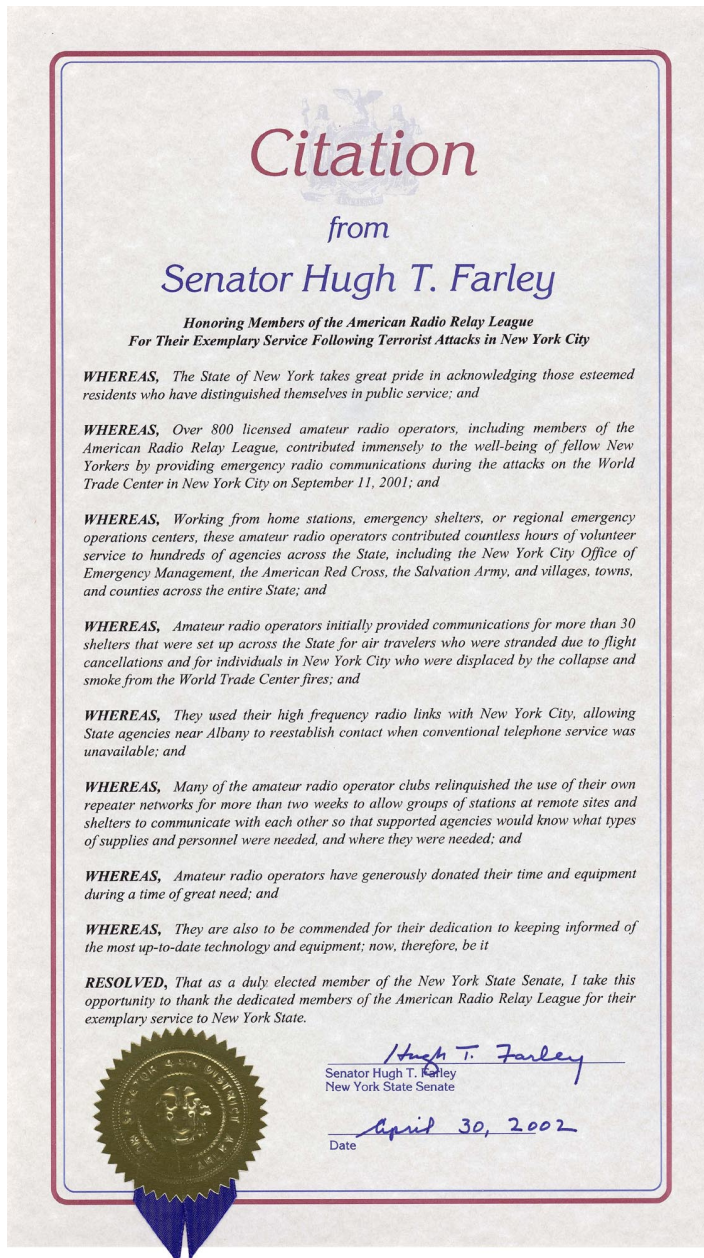 Citation
from
Senator Hugh T. Farley
Honoring Members of the American Radio Relay League
For Their Exemplary Service Following Terrorist Attacks in New York City
WHEREAS, The State of New York takes great pride in acknowledging those esteemed
residents who have distinguished themselves in public service; and
WHEREAS, Over 800 licensed amateur radio operators, including members of the
American Radio Relay League, contributed immensely to the well-being of fellow New
Yorkers by providing emergency radio communications during the attacks on the World
Trade Center in New York City on September 11, 2001; and
WHEREAS, Working from home stations, emergency shelters, or regional emergency
operations centers, these amateur radio operators contributed countless hours of volunteer
service to hundreds of agencies across the State, including the New York City Office of
Emergency Management, the American Red Cross, the Salvation Army, and villages, towns,
and counties across the entire State; and
WHEREAS, Amateur radio operators initially provided communications for more than 30
shelters that were set up across the State for air travelers who were stranded due to flight
cancellations and for individuals in New York City who were displaced by the collapse and
smoke from the World Trade Center fires; and
WHEREAS, They used their high frequency radio links with New York City, allowing
State agencies near Albany to reestablish contact when conventional telephone service was
unavailable; and
WHEREAS, Many of the amateur radio operator clubs relinquished the use of their own
repeater networks for more than two weeks to allow groups of stations at remote sites and
shelters to communicate with each other so that supported agencies would know what types
of supplies and personnel were needed, and where they were needed; and
WHEREAS, Amateur radio operators have generously donated their time and equipment
during a time of great need; and
WHEREAS, They are also to be commended for their dedication to keeping informed of
the most up-to-date technology and equipment; now, therefore, be it
RESOLVED, That as a duly elected member of the New York State Senate, I take this
opportunity to thank the dedicated members of the American Radio Relay League for their
exemplary service to New York State.
Hugh T. Farley
Senator Hugh T. Farley
New York State Senate
April 30, 2002
Date
SENATOR 44TH DISTRICT